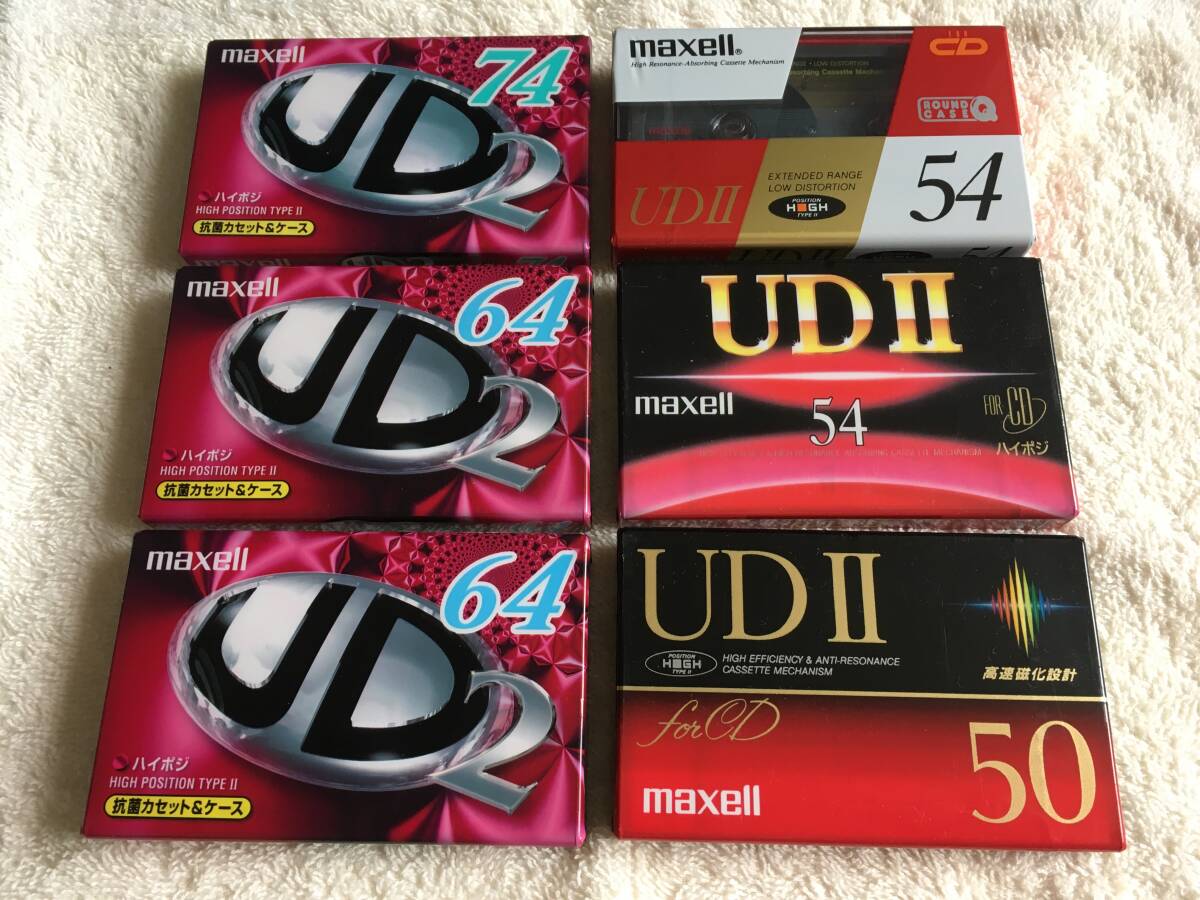 maxell
74
UD2
ハイポジ
HIGH POSITION TYPE II
抗菌カセット&ケース
maxell
64
UD2
ハイポジ
HIGH POSITION TYPE II
抗菌カセット&ケース
maxell
64
UD2
ハイポジ
HIGH POSITION TYPE II
抗菌カセット&ケース
maxell®
High Resonance-Absorbing Cassette Mechanism
CD
ROUND
CASE
UDII
EXTENDED RANGE
LOW DISTORTION
POSITION
HIGH
TYPE II
54
UDII
maxell
54
FOR CD
ハイポジ
UDII
POSITION
HIGH
TYPE II
HIGH EFFICIENCY & ANTI-RESONANCE
CASSETTE MECHANISM
高速磁化設計
for CD
50
maxell